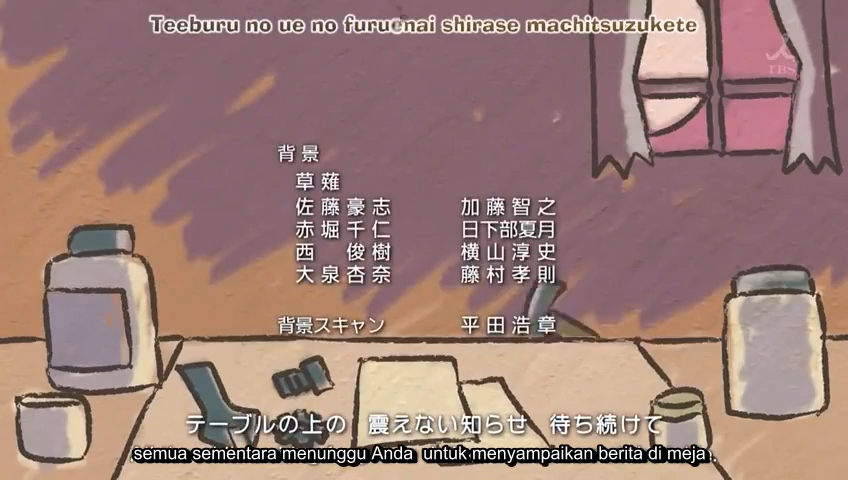 Teeburu no ue no furuenai shirase machitsuzukete
TBS
背景
草薙
佐藤豪志 加藤智之
赤堀千仁 日下部夏月
西 俊樹 横山淳史
大泉杏奈 藤村孝則
背景スキャン 平田浩章
テーブルの上の 震えない知らせ 待ち続けて
semua sementara menunggu Anda untuk menyampaikan berita di meja .